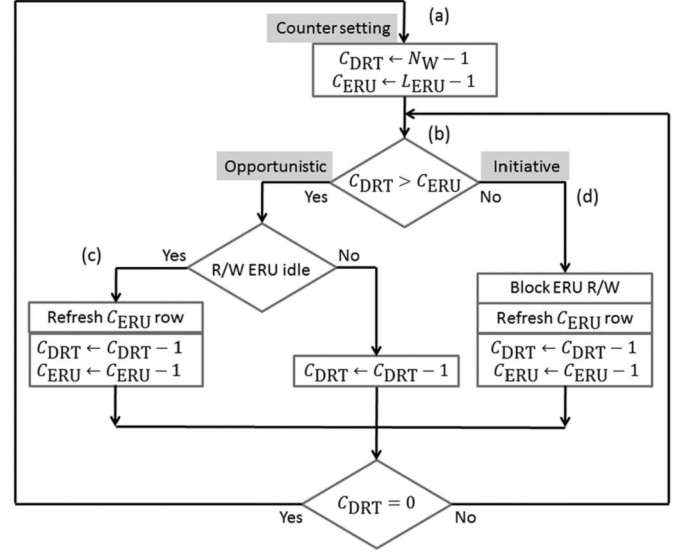 (a)
Counter setting
C_DRT ← N_W − 1
C_ERU ← L_ERU − 1
(b)
Opportunistic
Initiative
C_DRT > C_ERU
Yes
No
(d)
(c)
Yes
R/W ERU idle
No
Block ERU R/W
Refresh C_ERU row
Refresh C_ERU row
C_DRT ← C_DRT − 1
C_ERU ← C_ERU − 1
C_DRT ← C_DRT − 1
C_DRT ← C_DRT − 1
C_ERU ← C_ERU − 1
C_DRT = 0
Yes
No